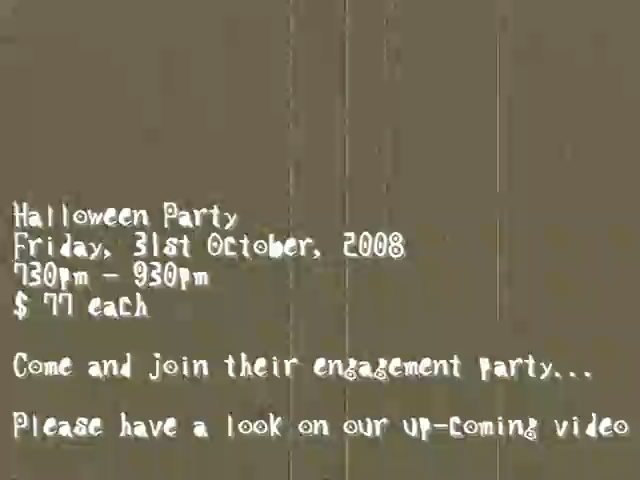 Halloween Party
Friday, 31st October, 2008
730pm - 930pm
$ 77 each
Come and join their engagement party...
Please have a look on our up-coming video